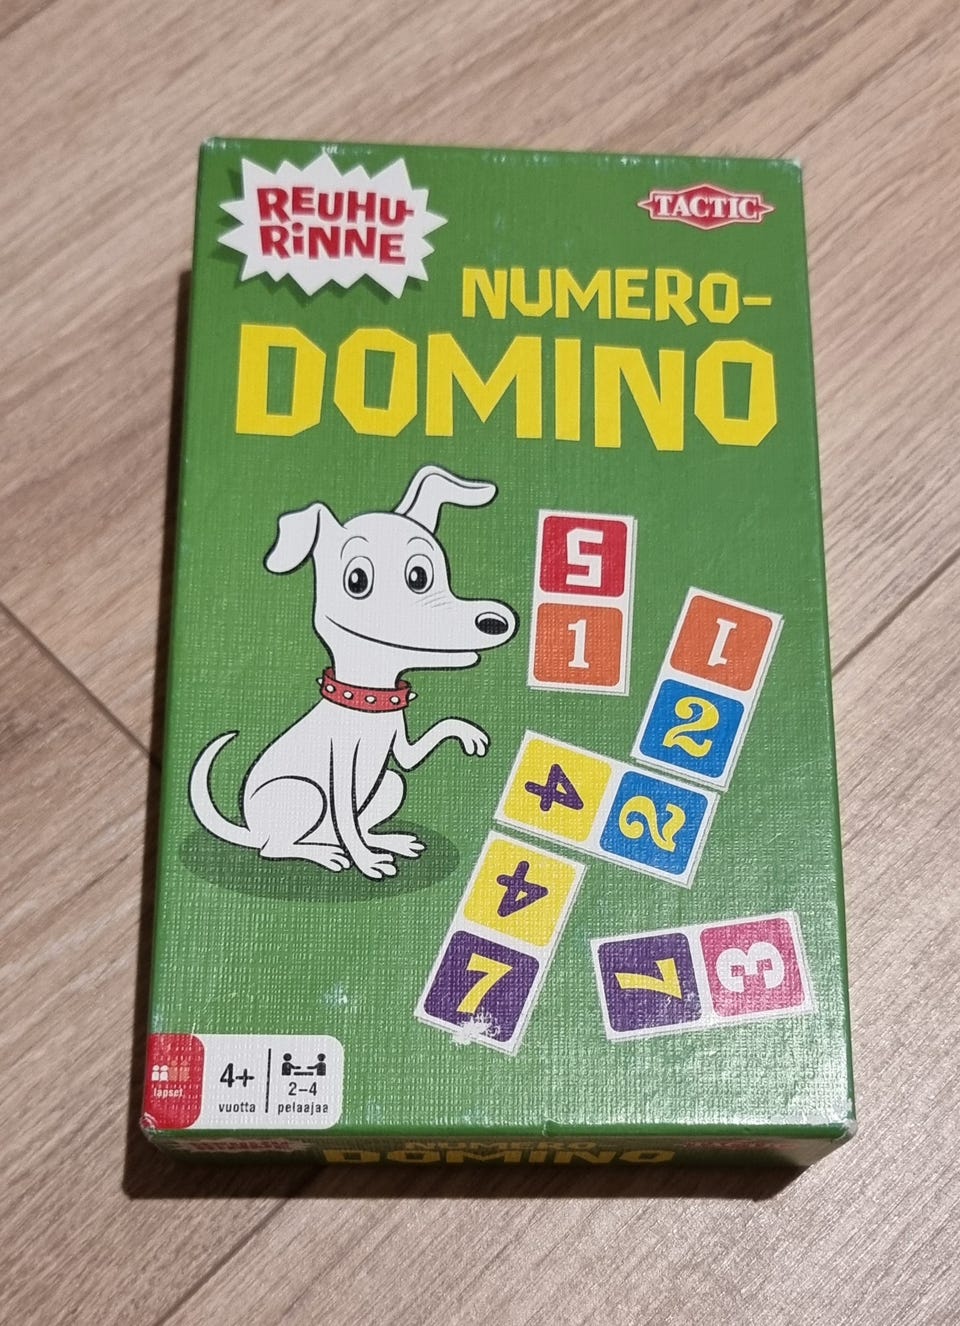 REUHU-
RINNE
TACTIC
NUMERO-
DOMINO
5
1
1
2
4
2
4
7
7
3
lapset
4+
vuotta
2–4
pelaajaa
NUMERO
DOMINO